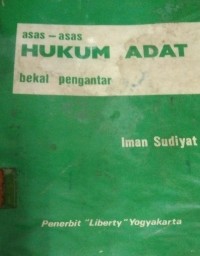 asas – asas
HUKUM ADAT
bekal pengantar
Iman Sudiyat
Penerbit "Liberty" Yogyakarta